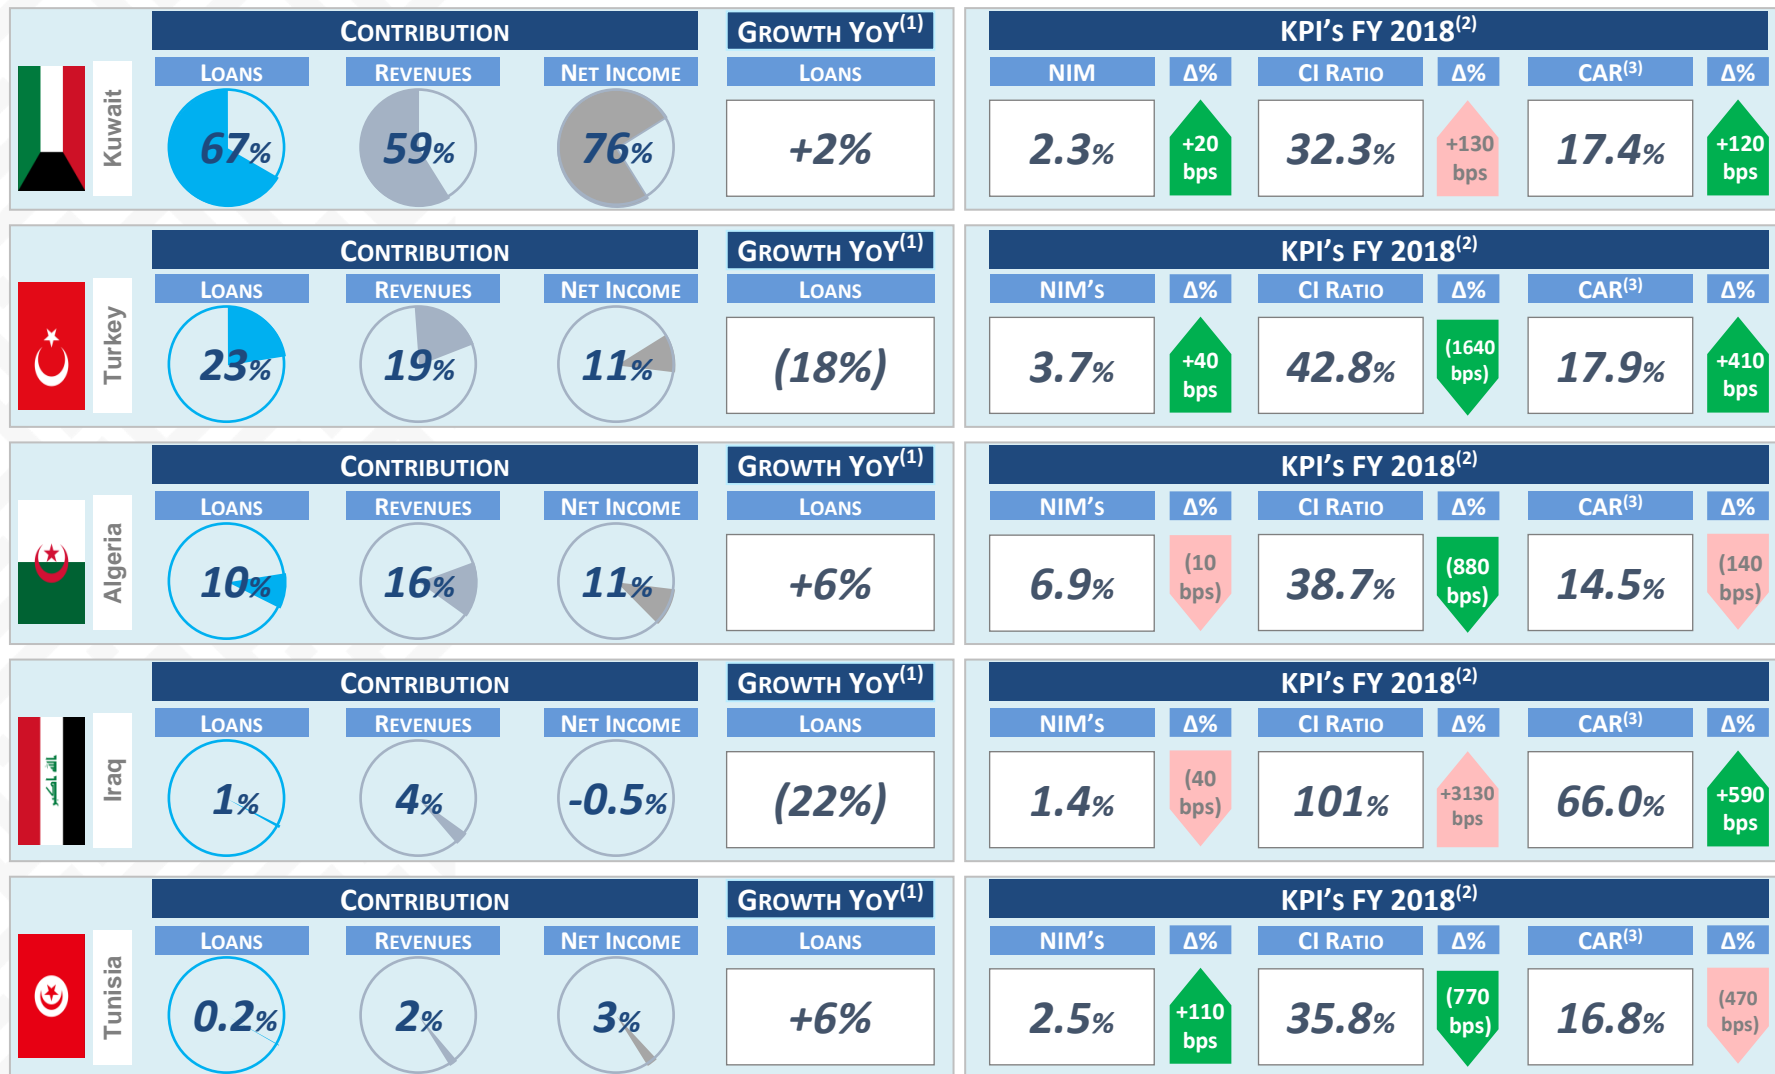 CONTRIBUTION GROWTH YOY(1) KPI'S FY 2018(2)
LOANS REVENUES NET INCOME LOANS NIM Δ% CI RATIO Δ% CAR(3) Δ%
Kuwait
67% 59% 76% +2% 2.3% +20 bps 32.3% +130 bps 17.4% +120 bps
CONTRIBUTION GROWTH YOY(1) KPI'S FY 2018(2)
LOANS REVENUES NET INCOME LOANS NIM'S Δ% CI RATIO Δ% CAR(3) Δ%
Turkey
23% 19% 11% (18%) 3.7% +40 bps 42.8% (1640 bps) 17.9% +410 bps
CONTRIBUTION GROWTH YOY(1) KPI'S FY 2018(2)
LOANS REVENUES NET INCOME LOANS NIM'S Δ% CI RATIO Δ% CAR(3) Δ%
Algeria
10% 16% 11% +6% 6.9% (10 bps) 38.7% (880 bps) 14.5% (140 bps)
CONTRIBUTION GROWTH YOY(1) KPI'S FY 2018(2)
LOANS REVENUES NET INCOME LOANS NIM'S Δ% CI RATIO Δ% CAR(3) Δ%
الله اكبر
Iraq
1% 4% -0.5% (22%) 1.4% (40 bps) 101% +3130 bps 66.0% +590 bps
CONTRIBUTION GROWTH YOY(1) KPI'S FY 2018(2)
LOANS REVENUES NET INCOME LOANS NIM'S Δ% CI RATIO Δ% CAR(3) Δ%
Tunisia
0.2% 2% 3% +6% 2.5% +110 bps 35.8% (770 bps) 16.8% (470 bps)